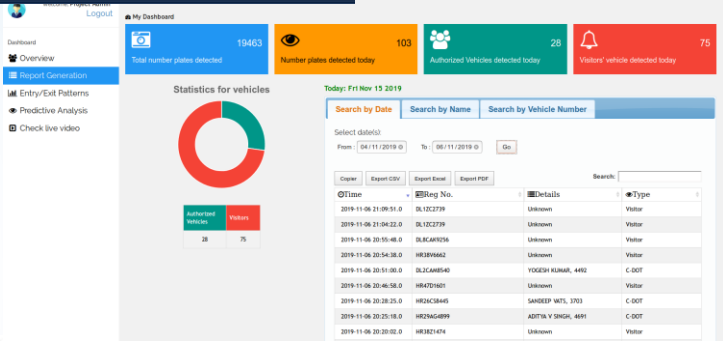 Welcome: Project Admin
Logout
Dashboard
Overview
Report Generation
Entry/Exit Patterns
Predictive Analysis
Check live video
My Dashboard
19463
Total number plates detected
103
Number plates detected today
28
Authorized Vehicles detected today
75
Visitors' vehicle detected today
Statistics for vehicles
Authorized Vehicles Visitors
28 75
Today: Fri Nov 15 2019
Search by Date Search by Name Search by Vehicle Number
Select date(s):
From : 04/11/2019 To : 06/11/2019 Go
Copier Export CSV Export Excel Export PDF Search:
Time Reg No. Details Type
2019-11-06 21:09:51.0 DL1ZC2739 Unknown Visitor
2019-11-06 21:04:22.0 DL1ZC2739 Unknown Visitor
2019-11-06 20:55:48.0 DL8CAK9256 Unknown Visitor
2019-11-06 20:54:38.0 HR38V6662 Unknown Visitor
2019-11-06 20:51:00.0 DL2CAM8540 YOGESH KUMAR, 4492 C-DOT
2019-11-06 20:46:58.0 HR47D1601 Unknown Visitor
2019-11-06 20:28:25.0 HR26CS8445 SANDEEP VATS, 3703 C-DOT
2019-11-06 20:25:18.0 HR29AG4899 ADITYA V SINGH, 4691 C-DOT
2019-11-06 20:20:02.0 HR38Z1474 Unknown Visitor